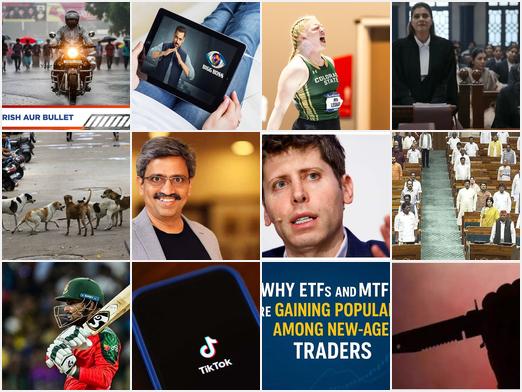 RISH AUR BULLET
BIGG BOSS
COLORADO
STATE
TikTok
WHY ETFs AND MTF
RE GAINING POPULA
AMONG NEW-AGE
TRADERS